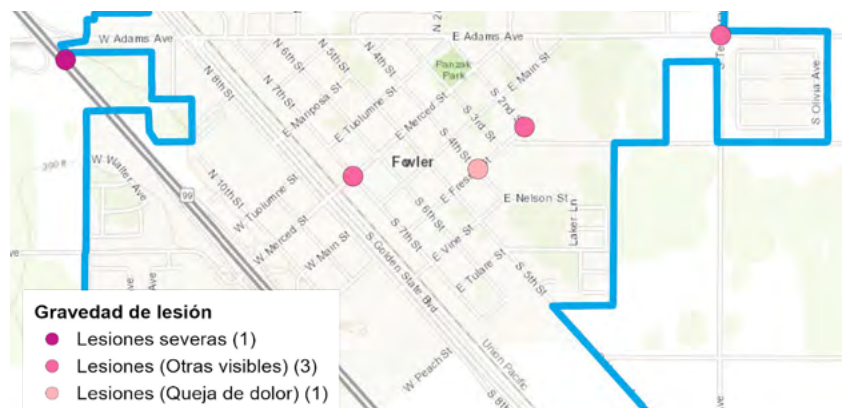 W Adams Ave
E Adams Ave
N 6th St
N 5th St
N 4th St
N 8th St
N 7th St
Panzak
Park
E Main St
S 2nd
S 3rd St
S 4th St
E Mariposa St
E Tuolumne St
E Merced St
Fowler
S Olivia Ave
W Walter Ave
99
N 10th St
W Tuolumne St
W Merced St
W Main St
S 6th St
S 7th St
E Nelson St
E Vine St
E Tulare St
S 5th St
Laker Ln
S Golden State Blvd
Union Pacific
W Peach St
Gravedad de lesión
Lesiones severas (1)
Lesiones (Otras visibles) (3)
Lesiones (Queja de dolor) (1)